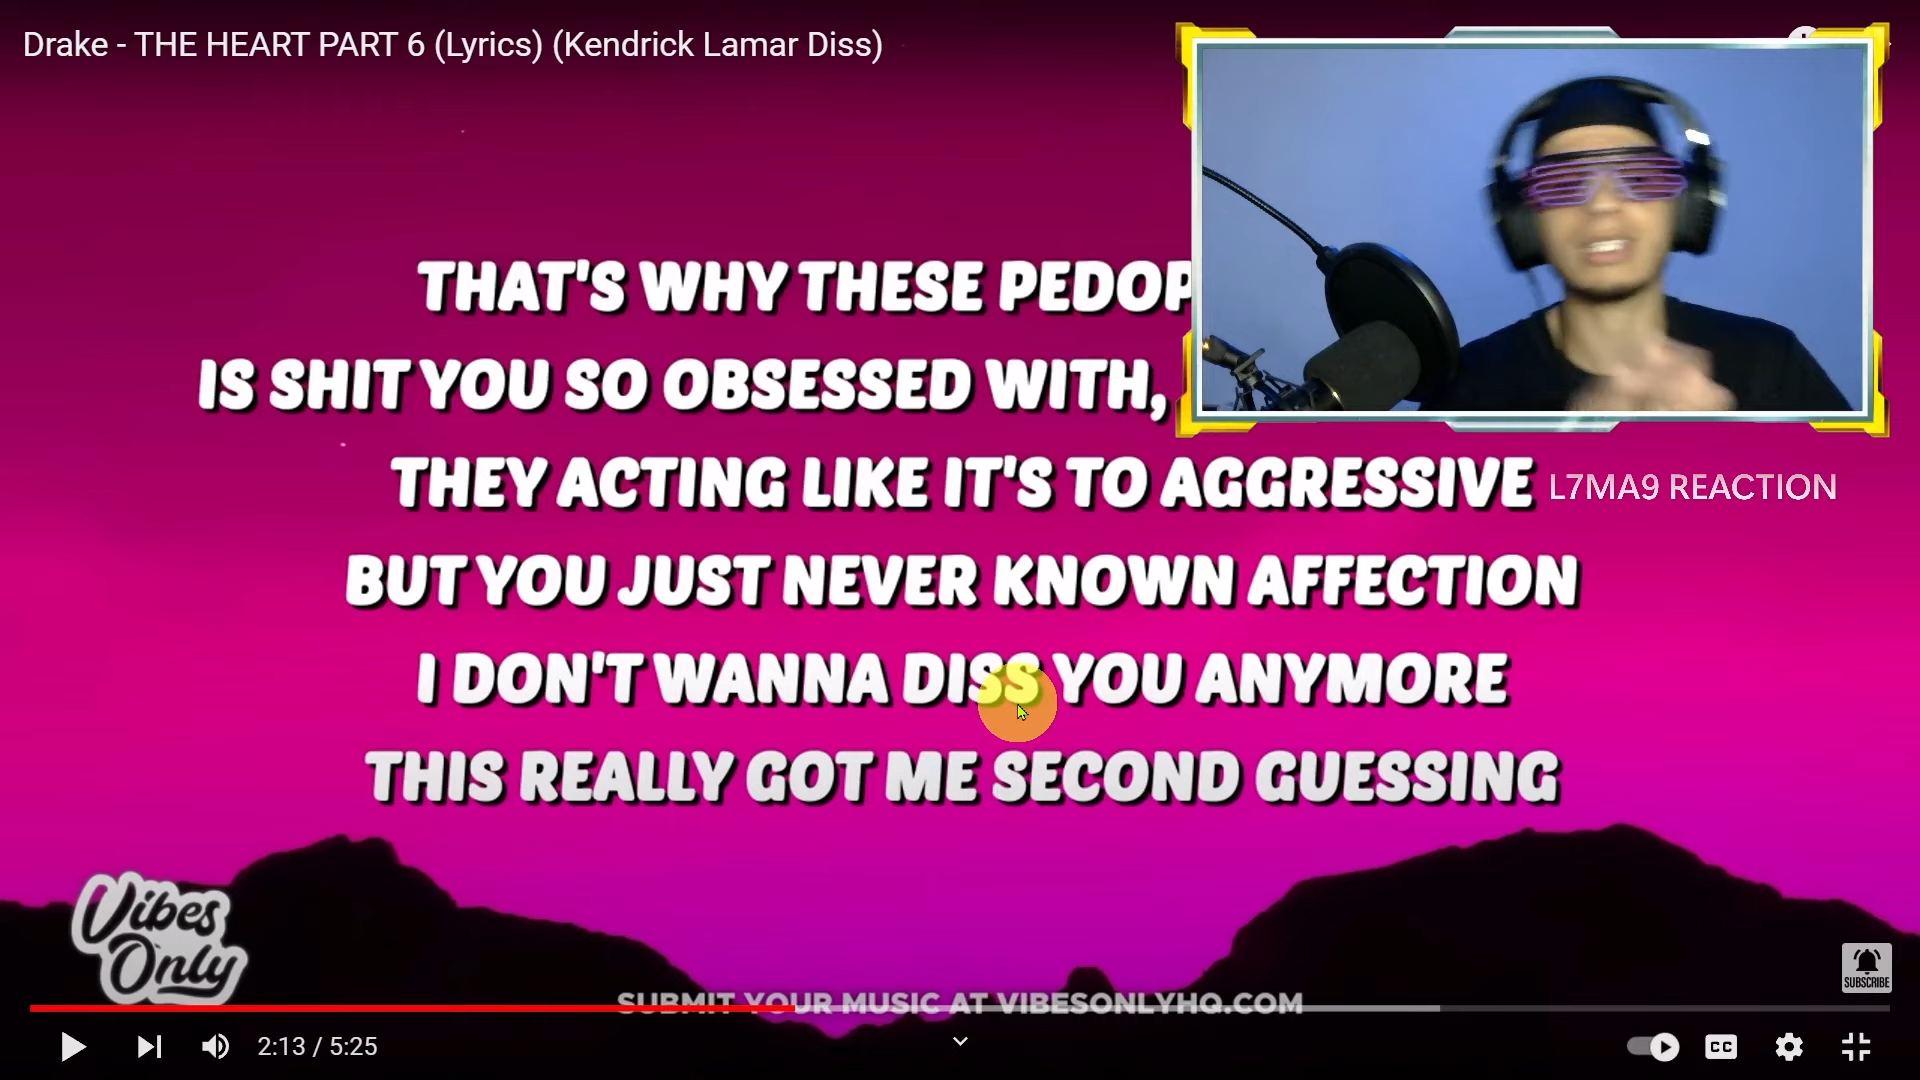 Drake - THE HEART PART 6 (Lyrics) (Kendrick Lamar Diss)
THAT'S WHY THESE PEDOP
IS SHIT YOU SO OBSESSED WITH,
THEY ACTING LIKE IT'S TO AGGRESSIVE
L7MA9 REACTION
BUT YOU JUST NEVER KNOWN AFFECTION
I DON'T WANNA DISS YOU ANYMORE
THIS REALLY GOT ME SECOND GUESSING
Vibes
Only
SUBSCRIBE
SUBMIT YOUR MUSIC AT VIBESONLYHQ.COM
2:13 / 5:25
CC